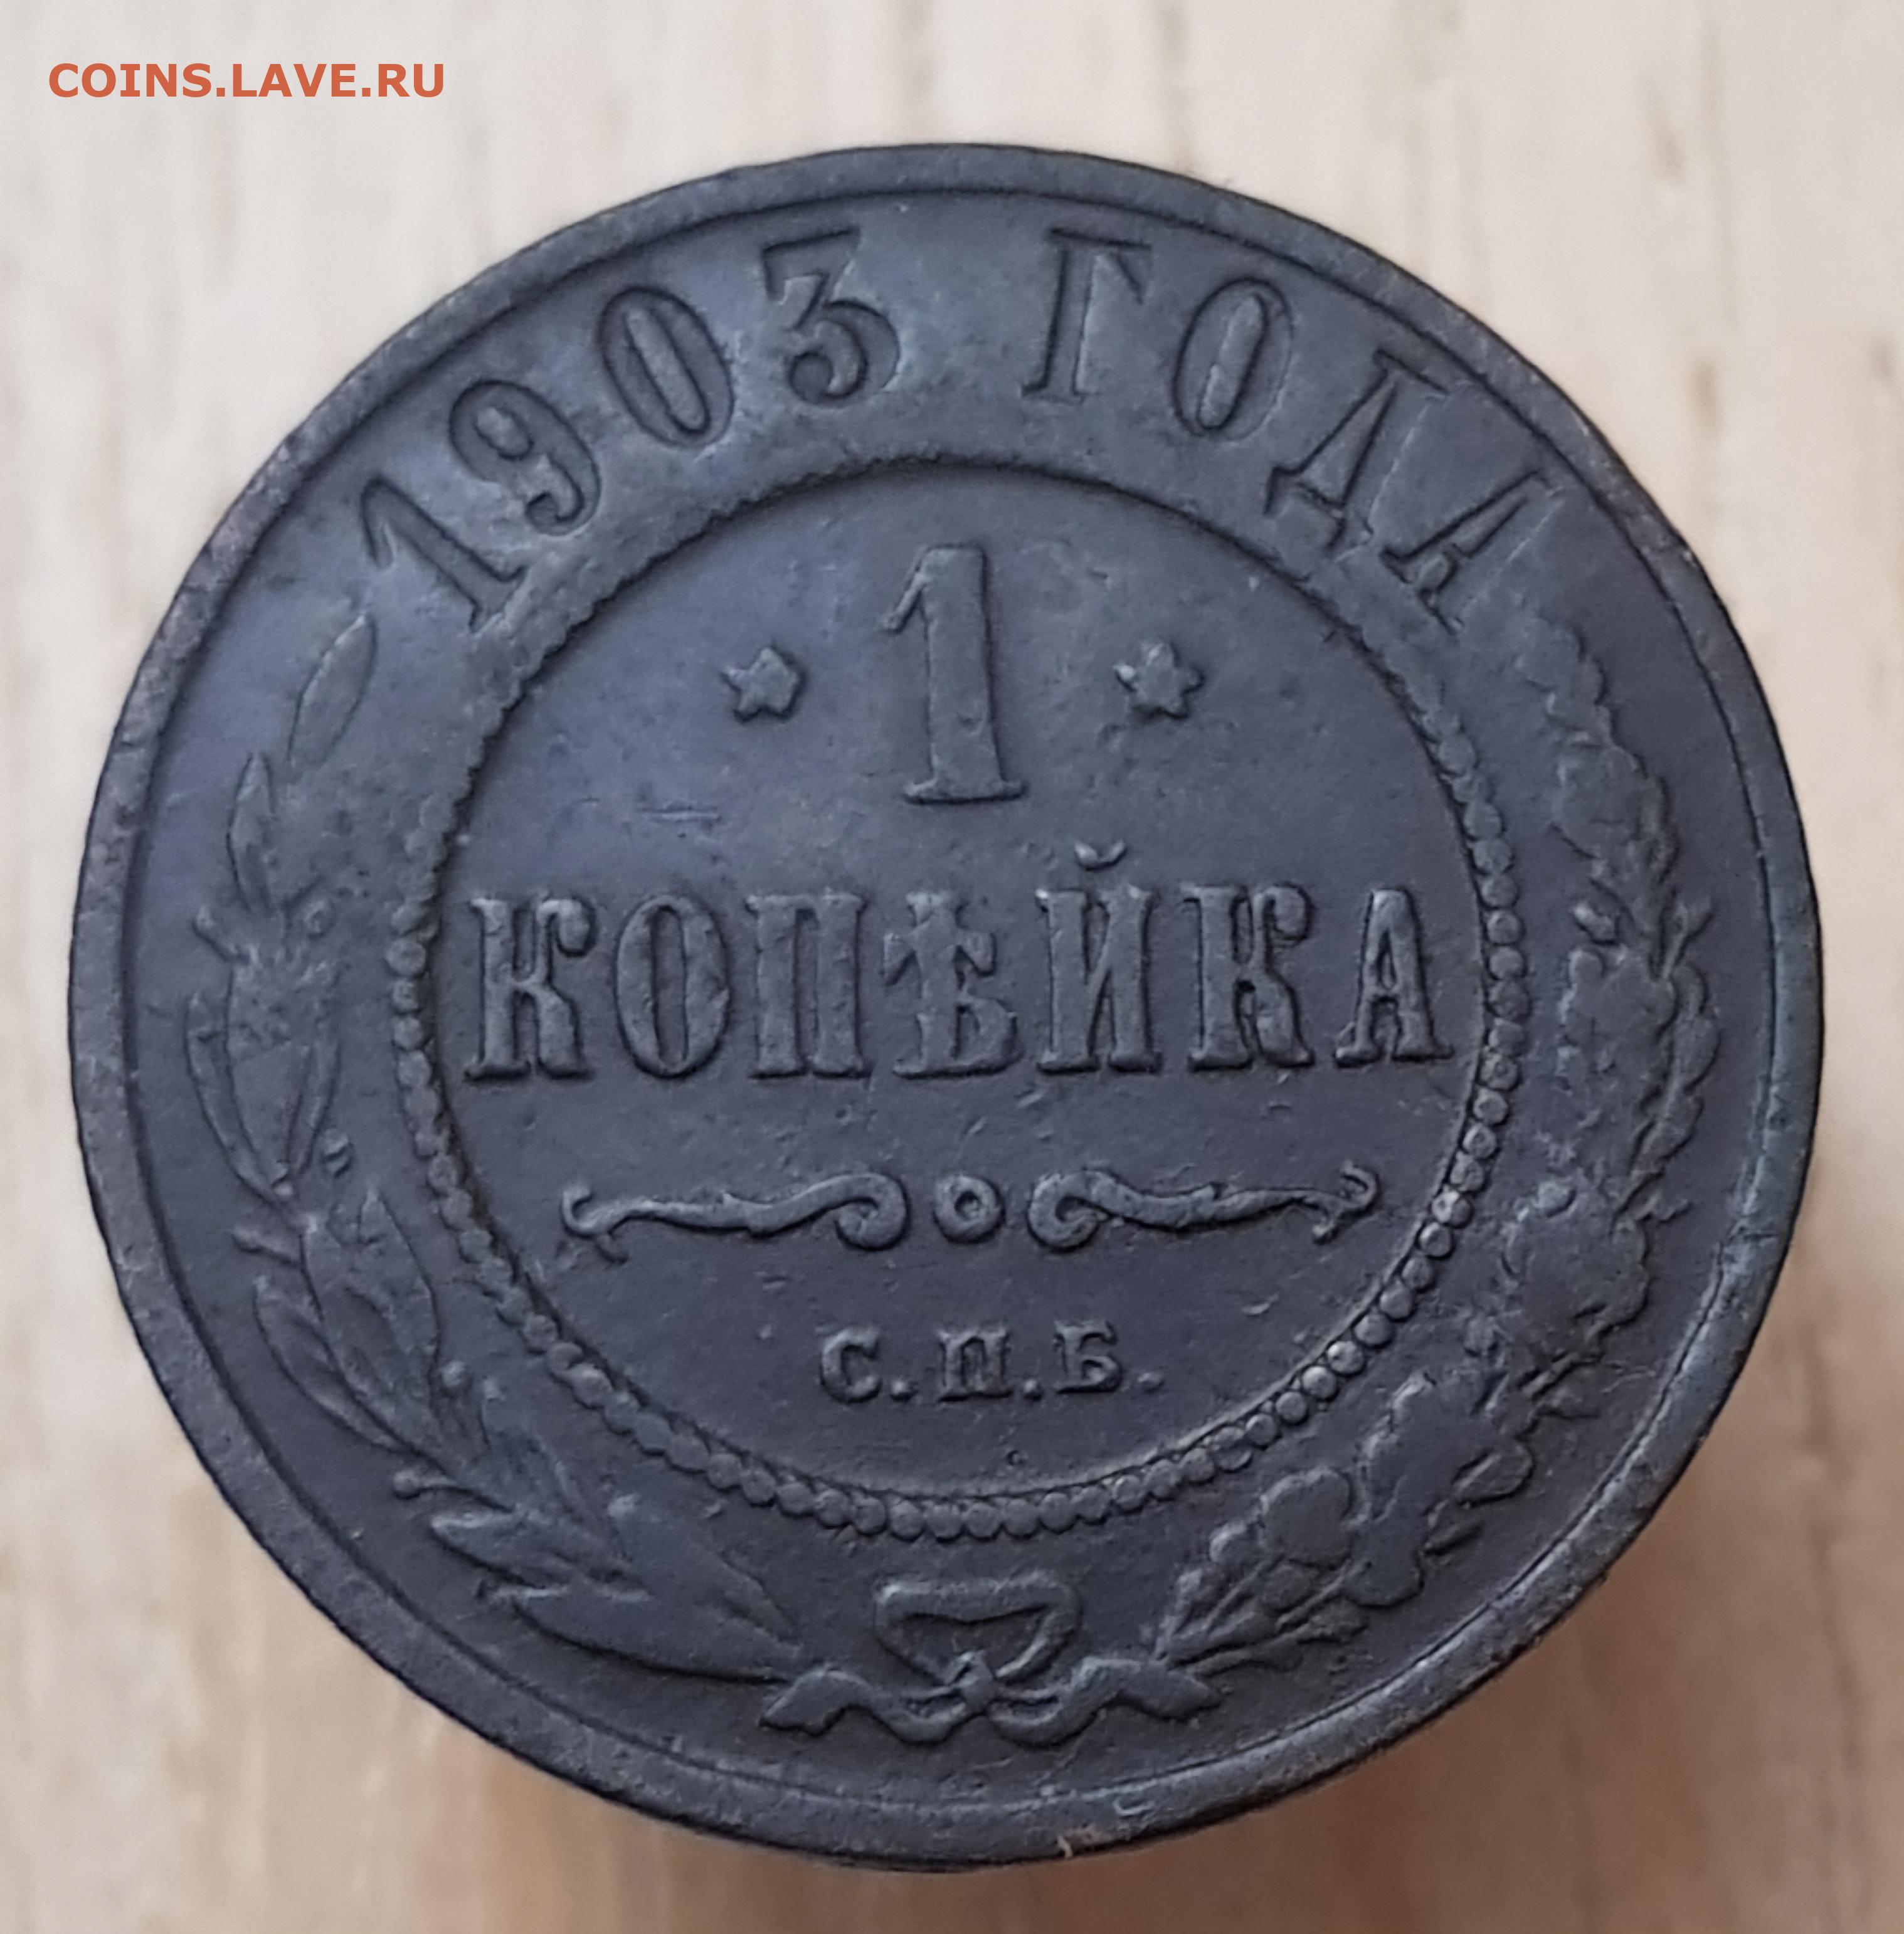 COINS.LAVE.RU
1903 ГОДА
1
КОПѢЙКА
С.П.Б.